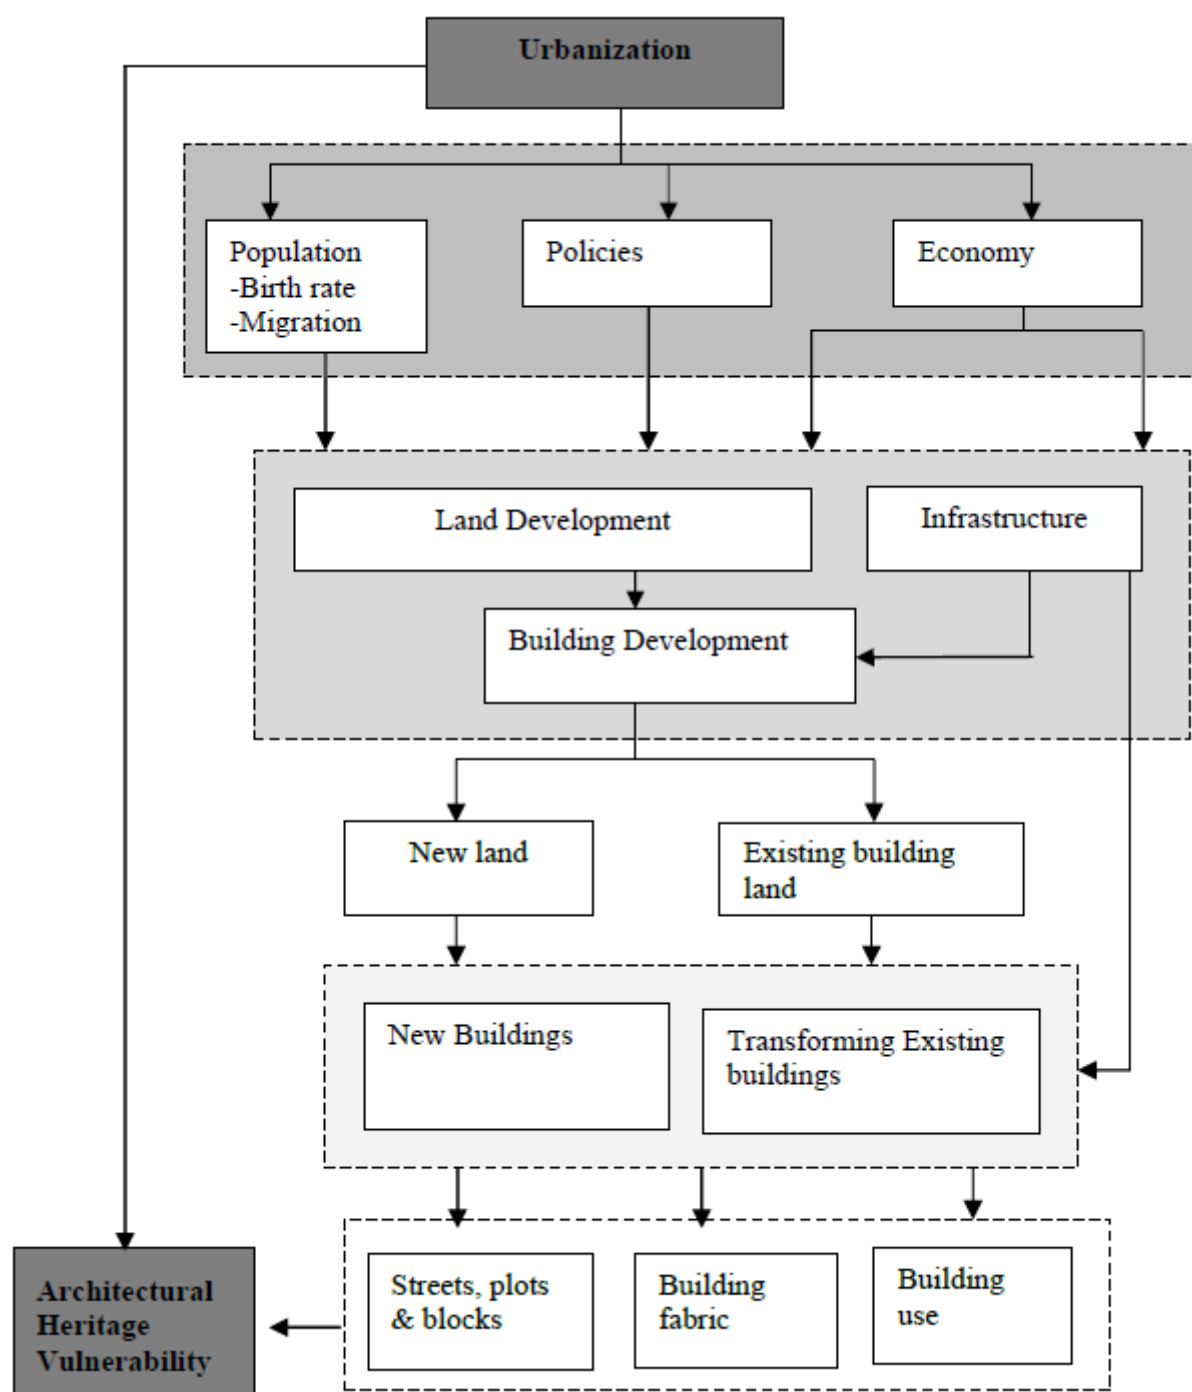 Urbanization
Population
-Birth rate
-Migration
Policies
Economy
Land Development
Infrastructure
Building Development
New land
Existing building
land
New Buildings
Transforming Existing
buildings
Streets, plots
& blocks
Building
fabric
Building
use
Architectural
Heritage
Vulnerability